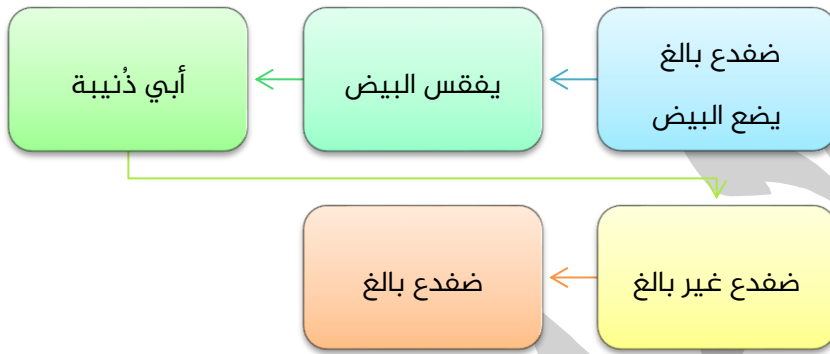 ضفدع بالغ
يضع البيض
يفقس البيض
أبي ذُنيبة
ضفدع غير بالغ
ضفدع بالغ